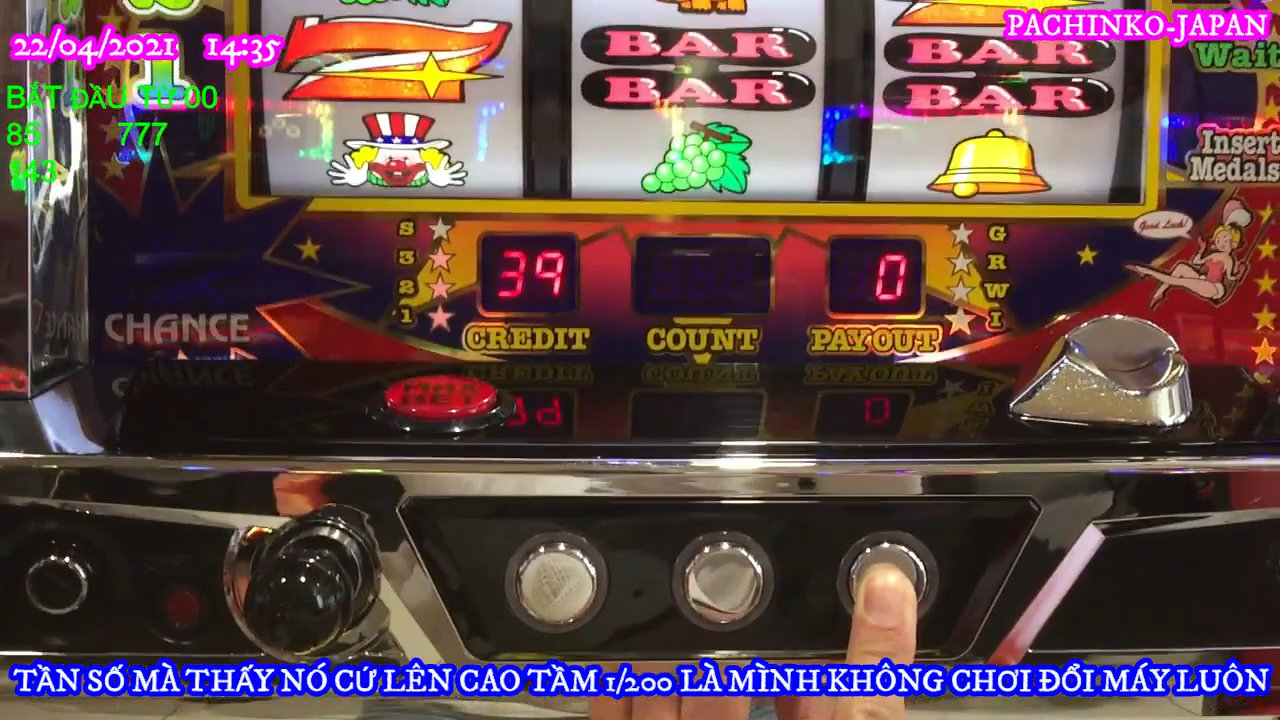 22/04/2021 14:35
PACHINKO-JAPAN
BẮT ĐẦU TỪ 00
85 777
143
BAR BAR
BAR BAR
Wait
Insert
Medals
Good Luck!
S
3
2
1
G
R
W
I
39
0
CREDIT COUNT PAYOUT
CHANCE
MAX
BET
TẦN SỐ MÀ THẤY NÓ CỨ LÊN CAO TẦM 1/200 LÀ MÌNH KHÔNG CHƠI ĐỔI MÁY LUÔN